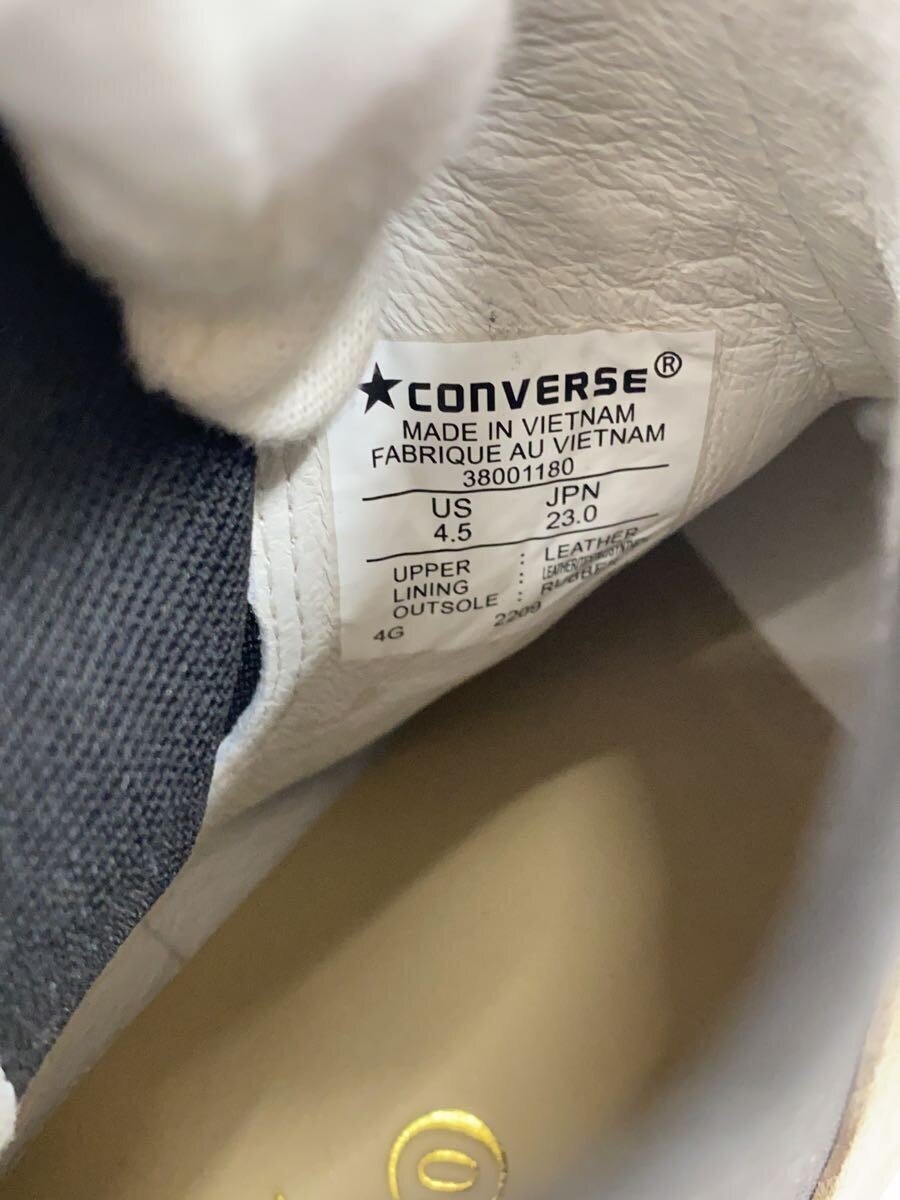 ★CONVERSE®
MADE IN VIETNAM
FABRIQUE AU VIETNAM
38001180
US JPN
4.5 23.0
UPPER : LEATHER
LINING :
OUTSOLE : RUBBER
4G 2209